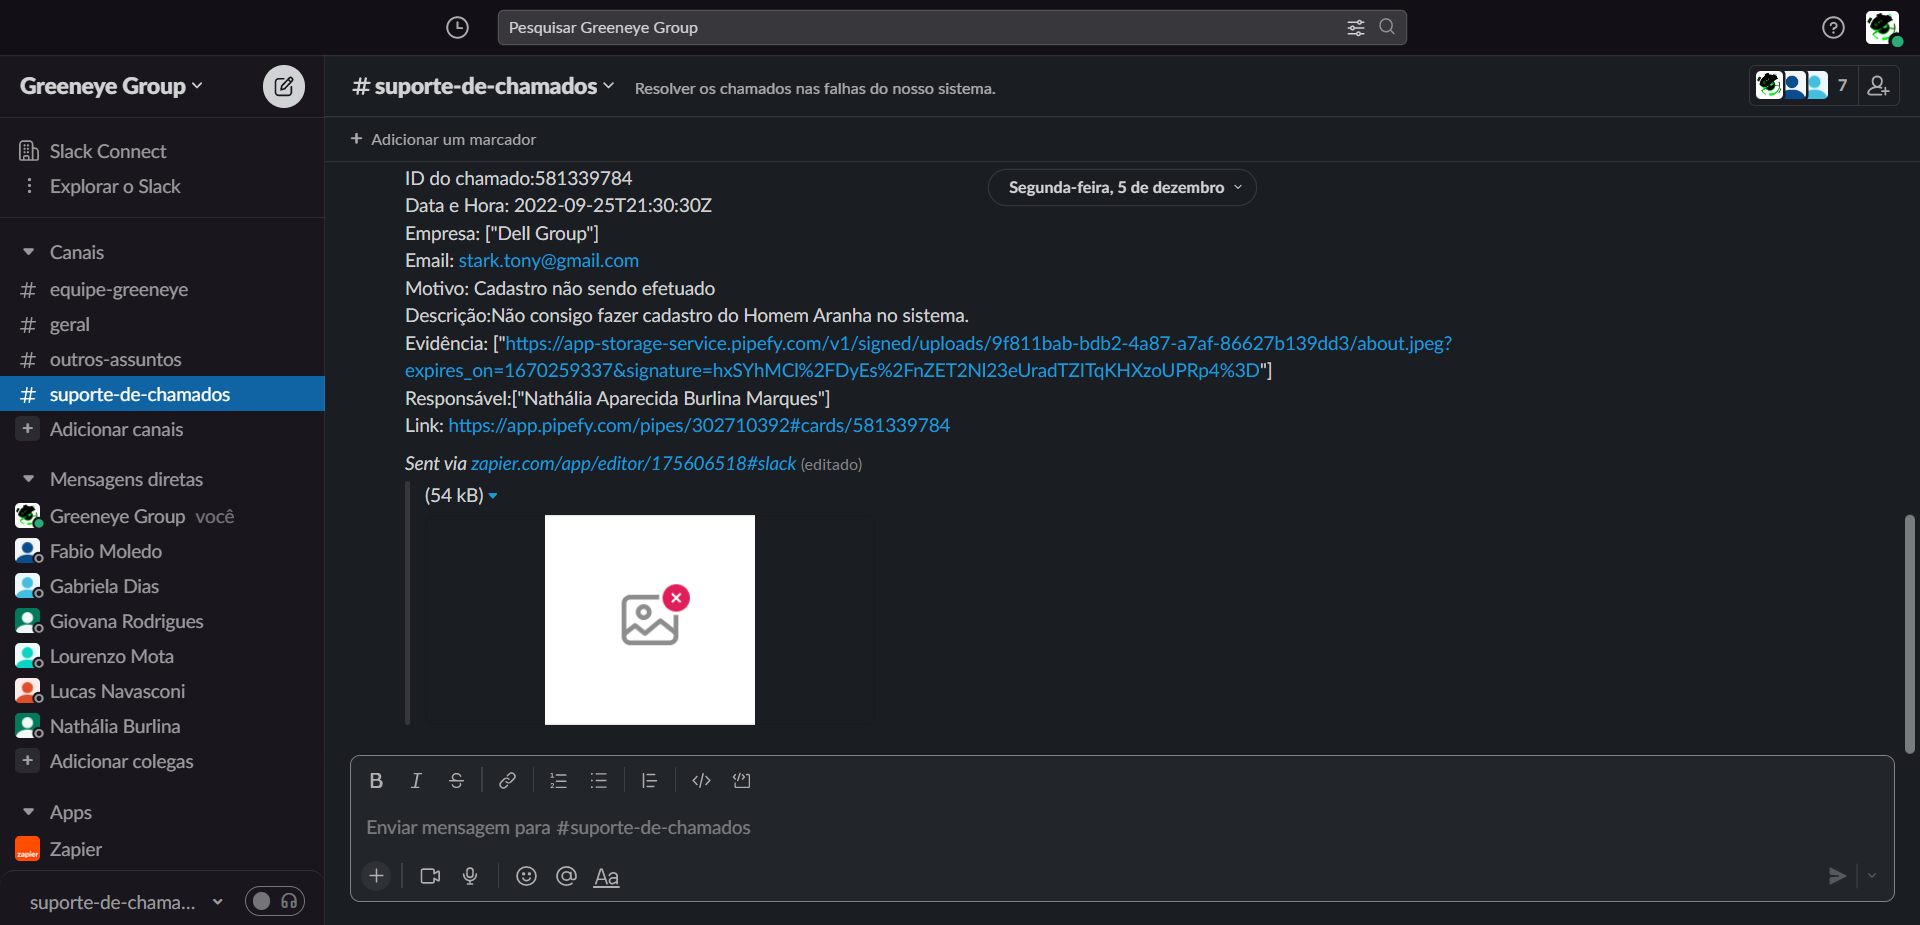 Pesquisar Greeneye Group
Greeneye Group
Slack Connect
Explorar o Slack
Canais
# equipe-greeneye
# geral
# outros-assuntos
# suporte-de-chamados
+ Adicionar canais
Mensagens diretas
Greeneye Group você
Fabio Moledo
Gabriela Dias
Giovana Rodrigues
Lourenzo Mota
Lucas Navasconi
Nathália Burlina
+ Adicionar colegas
Apps
zapier Zapier
suporte-de-chama...
# suporte-de-chamados Resolver os chamados nas falhas do nosso sistema.
7
+ Adicionar um marcador
Segunda-feira, 5 de dezembro
ID do chamado:581339784
Data e Hora: 2022-09-25T21:30:30Z
Empresa: ["Dell Group"]
Email: stark.tony@gmail.com
Motivo: Cadastro não sendo efetuado
Descrição:Não consigo fazer cadastro do Homem Aranha no sistema.
Evidência: ["https://app-storage-service.pipefy.com/v1/signed/uploads/9f811bab-bdb2-4a87-a7af-86627b139dd3/about.jpeg?
expires_on=1670259337&signature=hxSYhMCl%2FDyEs%2FnZET2NI23eUradTZITqKHXzoUPRp4%3D"]
Responsável:["Nathália Aparecida Burlina Marques"]
Link: https://app.pipefy.com/pipes/302710392#cards/581339784
Sent via zapier.com/app/editor/175606518#slack (editado)
(54 kB)
B I S
Enviar mensagem para #suporte-de-chamados
+ @ Aa